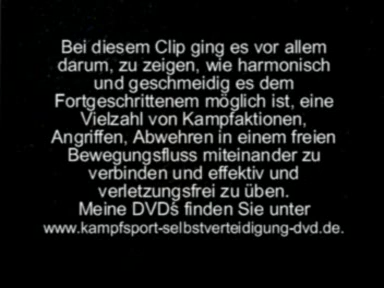 Bei diesem Clip ging es vor allem
darum, zu zeigen, wie harmonisch
und geschmeidig es dem
Fortgeschrittenem möglich ist, eine
Vielzahl von Kampfaktionen,
Angriffen, Abwehren in einem freien
Bewegungsfluss miteinander zu
verbinden und effektiv und
verletzungsfrei zu üben.
Meine DVDs finden Sie unter
www.kampfsport-selbstverteidigung-dvd.de.